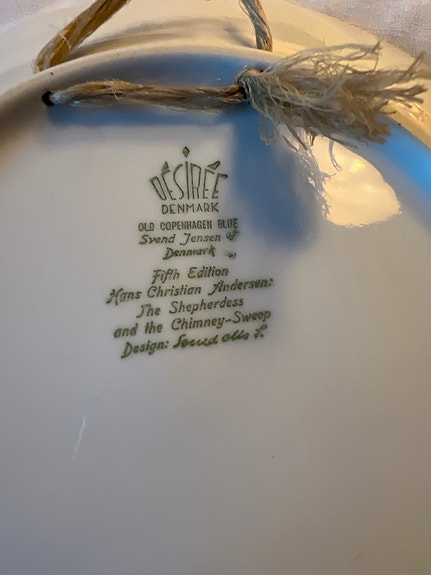 DÉSIRÉE
DENMARK
OLD COPENHAGEN BLUE
Svend Jensen of
Denmark
Fifth Edition
Hans Christian Andersen:
The Shepherdess
and the Chimney-Sweep
Design: